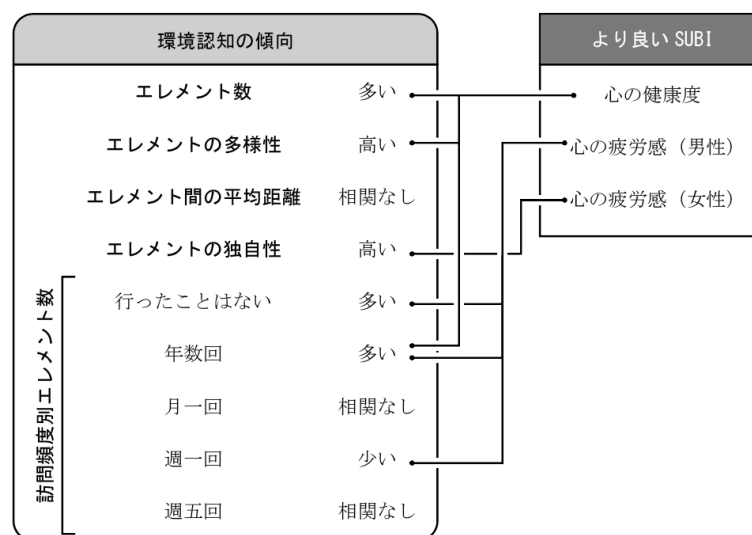 環境認知の傾向
エレメント数 多い
エレメントの多様性 高い
エレメント間の平均距離 相関なし
エレメントの独自性 高い
訪問頻度別エレメント数
行ったことはない 多い
年数回 多い
月一回 相関なし
週一回 少い
週五回 相関なし
より良い SUBI
心の健康度
心の疲労感（男性）
心の疲労感（女性）